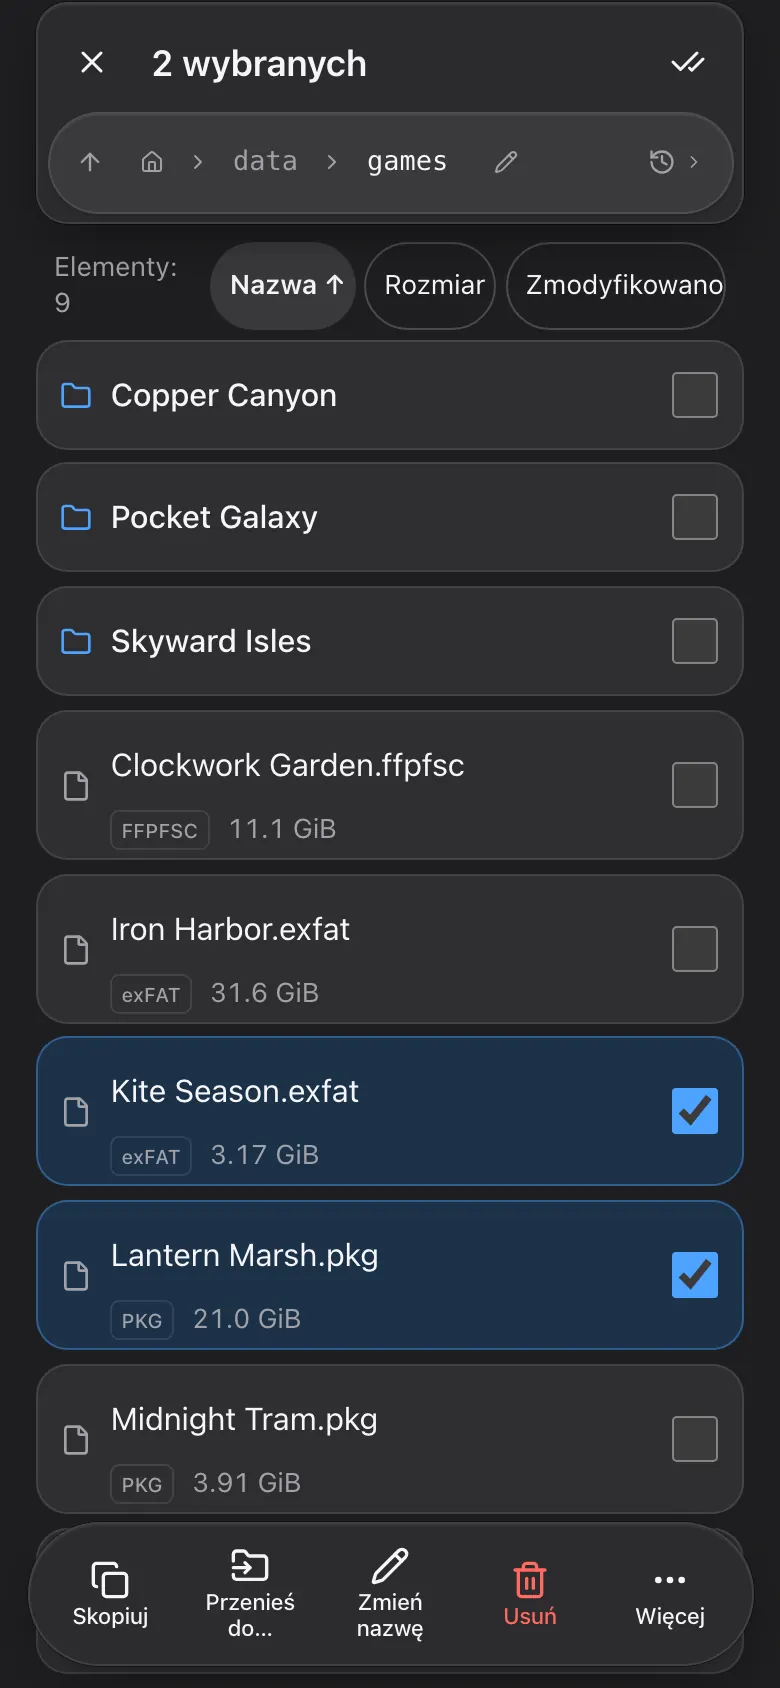 2 wybranych
data
games
Elementy:
9
Nazwa ↑
Rozmiar
Zmodyfikowano
Copper Canyon
Pocket Galaxy
Skyward Isles
Clockwork Garden.ffpfsc
FFPFSC 11.1 GiB
Iron Harbor.exfat
exFAT 31.6 GiB
Kite Season.exfat
exFAT 3.17 GiB
Lantern Marsh.pkg
PKG 21.0 GiB
Midnight Tram.pkg
PKG 3.91 GiB
Skopiuj
Przenieś
do...
Zmień
nazwę
Usuń
Więcej